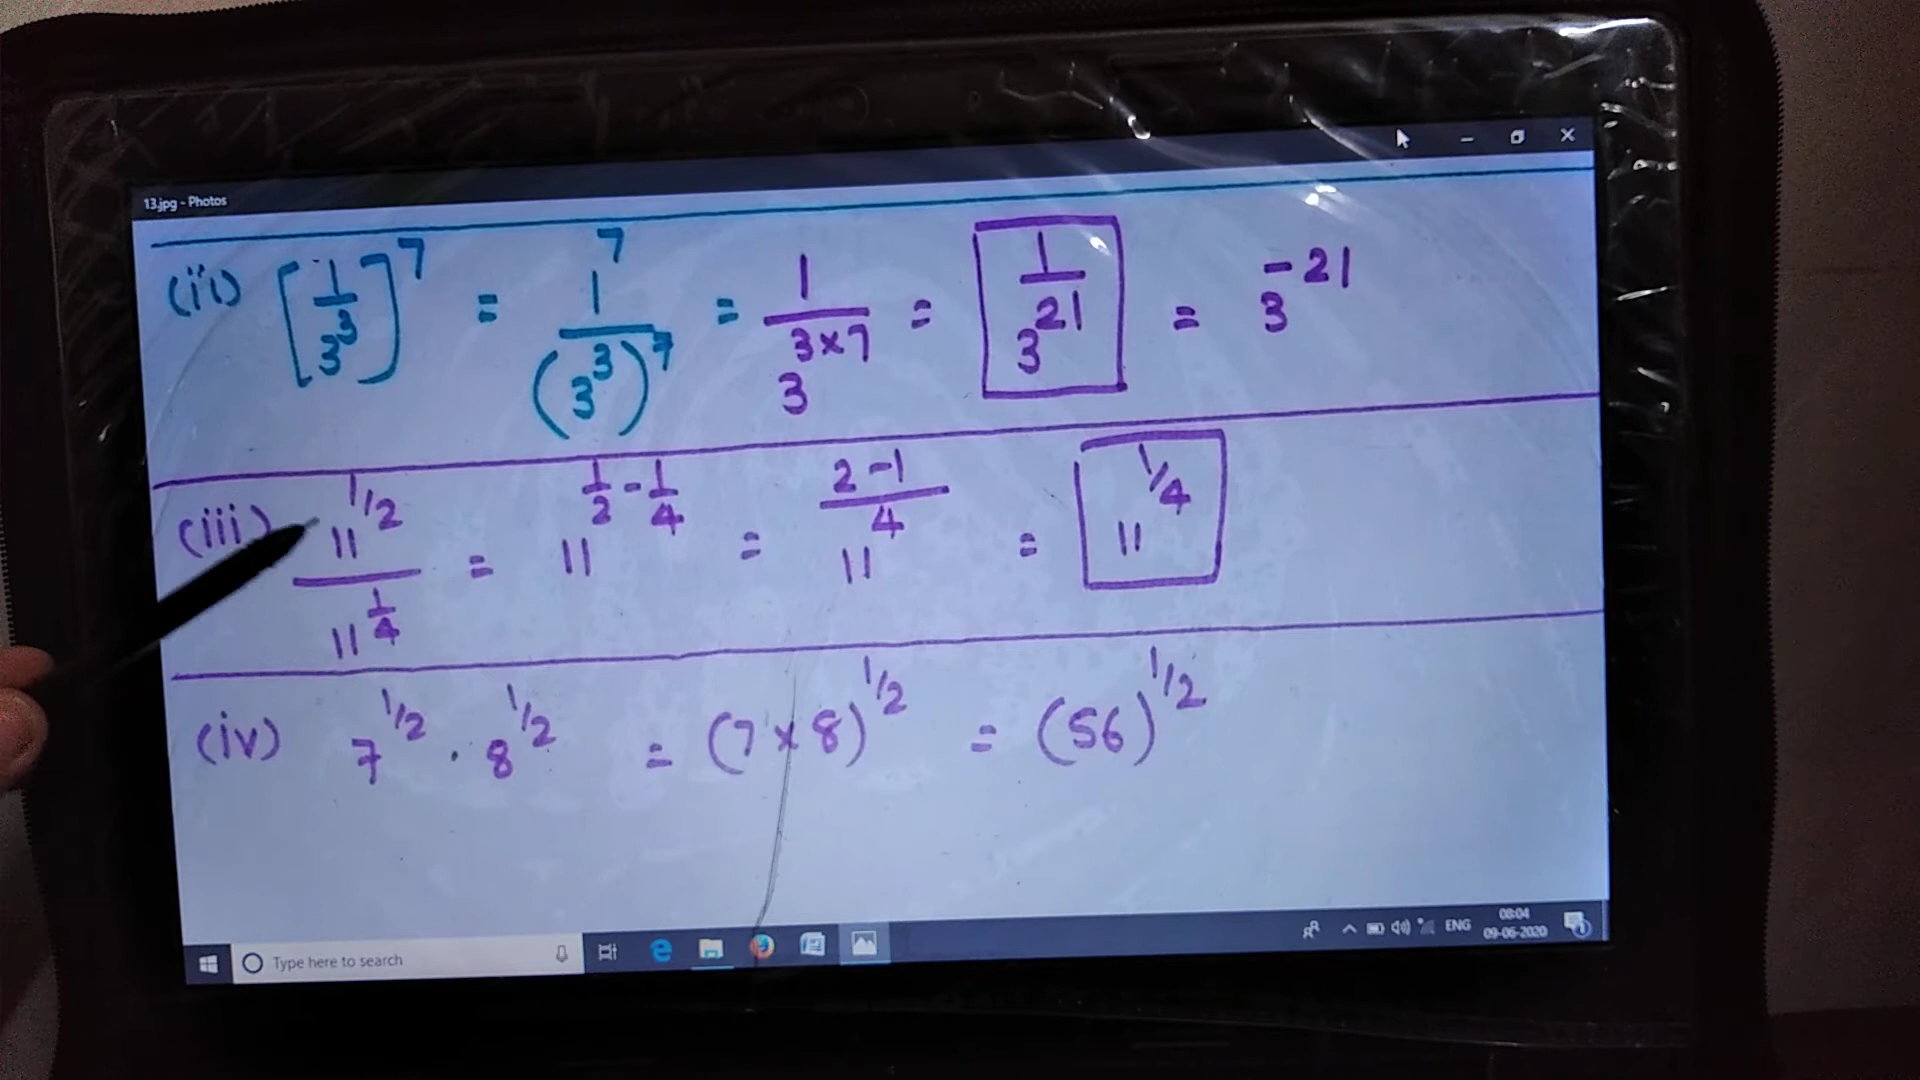 13.jpg - Photos
(ii) [1/3³]⁷ = 1⁷/(3³)⁷ = 1/3^(3×7) = 1/3²¹ = 3⁻²¹
(iii) 11^(1/2)/11^(1/4) = 11^(1/2 - 1/4) = 11^((2-1)/4) = 11^(1/4)
(iv) 7^(1/2) · 8^(1/2) = (7×8)^(1/2) = (56)^(1/2)
Type here to search
ENG
08:04
09-06-2020